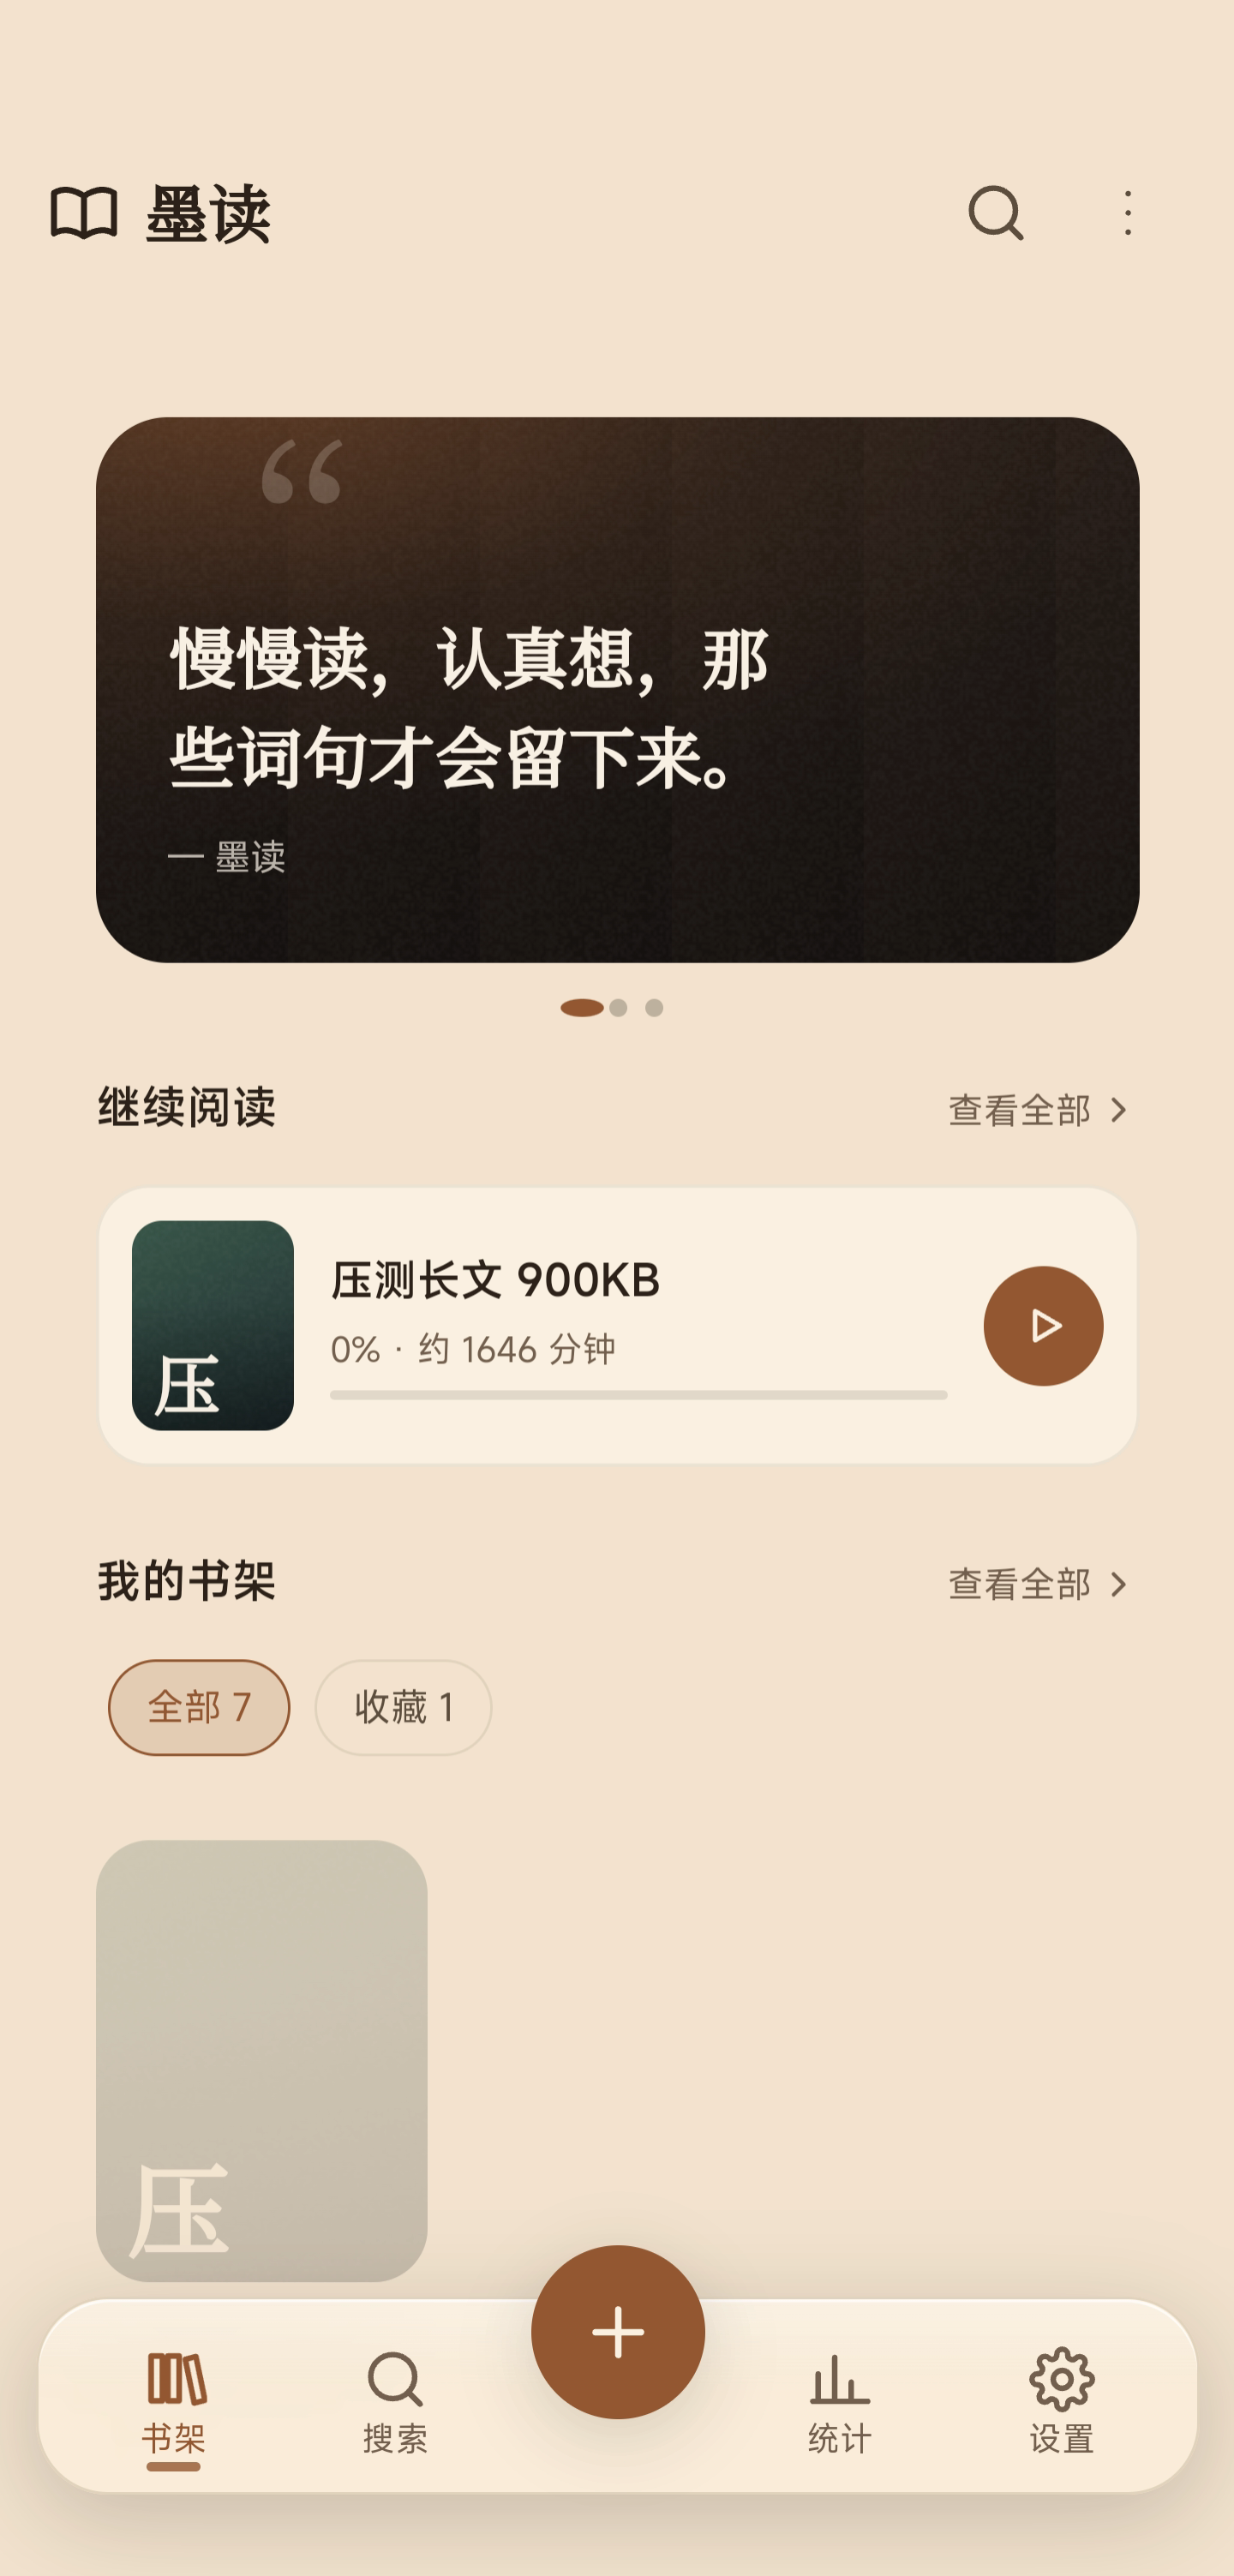 墨读
“
慢慢读，认真想，那
些词句才会留下来。
— 墨读
继续阅读
查看全部
压
压测长文 900KB
0% · 约 1646 分钟
我的书架
查看全部
全部 7
收藏 1
压
书架
搜索
统计
设置